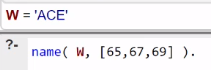 W = 'ACE'
?- name( W, [65,67,69] ).